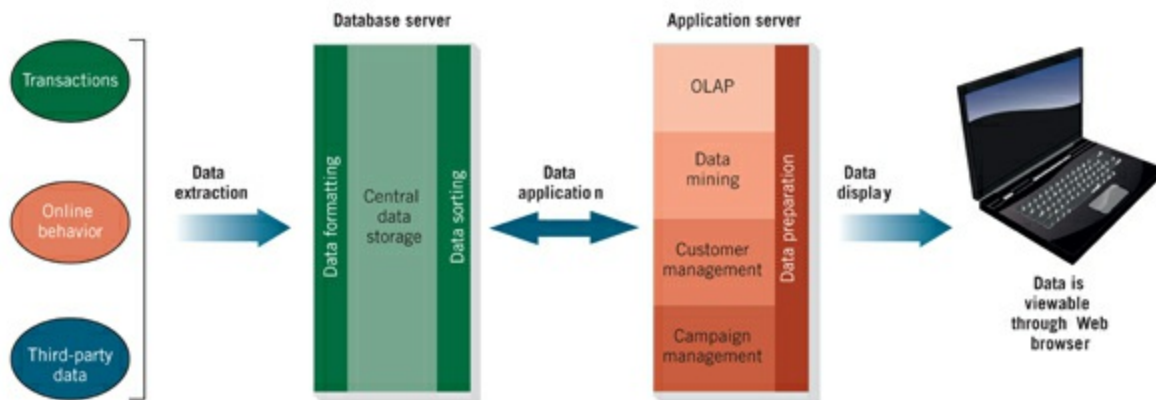 Transactions
Online
behavior
Third-party
data
Data
extraction
Database server
Data formatting
Central
data
storage
Data sorting
Data
application
Application server
OLAP
Data
mining
Customer
management
Campaign
management
Data preparation
Data
display
Data is
viewable
through Web
browser